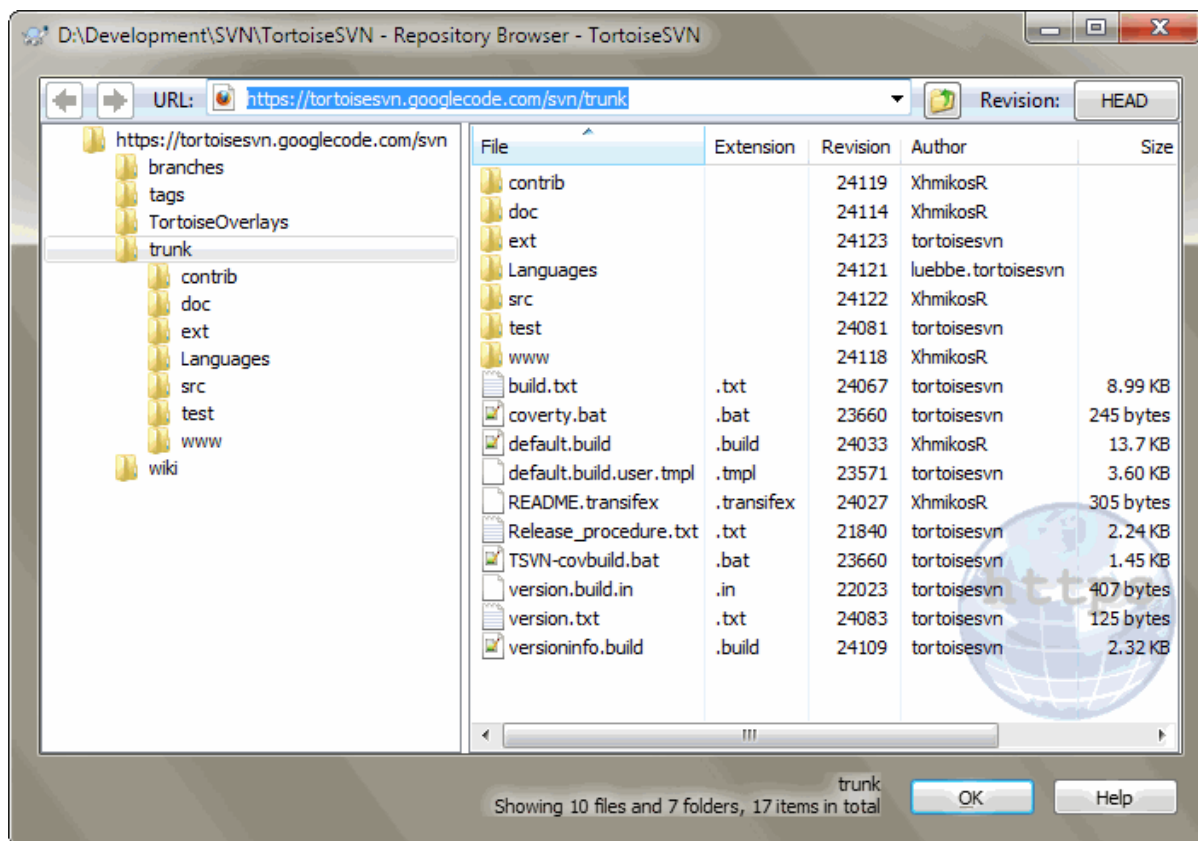 D:\Development\SVN\TortoiseSVN - Repository Browser - TortoiseSVN
URL: https://tortoisesvn.googlecode.com/svn/trunk Revision: HEAD
https://tortoisesvn.googlecode.com/svn
branches
tags
TortoiseOverlays
trunk
contrib
doc
ext
Languages
src
test
www
wiki
File Extension Revision Author Size
contrib 24119 XhmikosR
doc 24114 XhmikosR
ext 24123 tortoisesvn
Languages 24121 luebbe.tortoisesvn
src 24122 XhmikosR
test 24081 tortoisesvn
www 24118 XhmikosR
build.txt .txt 24067 tortoisesvn 8.99 KB
coverty.bat .bat 23660 tortoisesvn 245 bytes
default.build .build 24033 XhmikosR 13.7 KB
default.build.user.tmpl .tmpl 23571 tortoisesvn 3.60 KB
README.transifex .transifex 24027 XhmikosR 305 bytes
Release_procedure.txt .txt 21840 tortoisesvn 2.24 KB
TSVN-covbuild.bat .bat 23660 tortoisesvn 1.45 KB
version.build.in .in 22023 tortoisesvn 407 bytes
version.txt .txt 24083 tortoisesvn 125 bytes
versioninfo.build .build 24109 tortoisesvn 2.32 KB
https
trunk
Showing 10 files and 7 folders, 17 items in total
OK Help